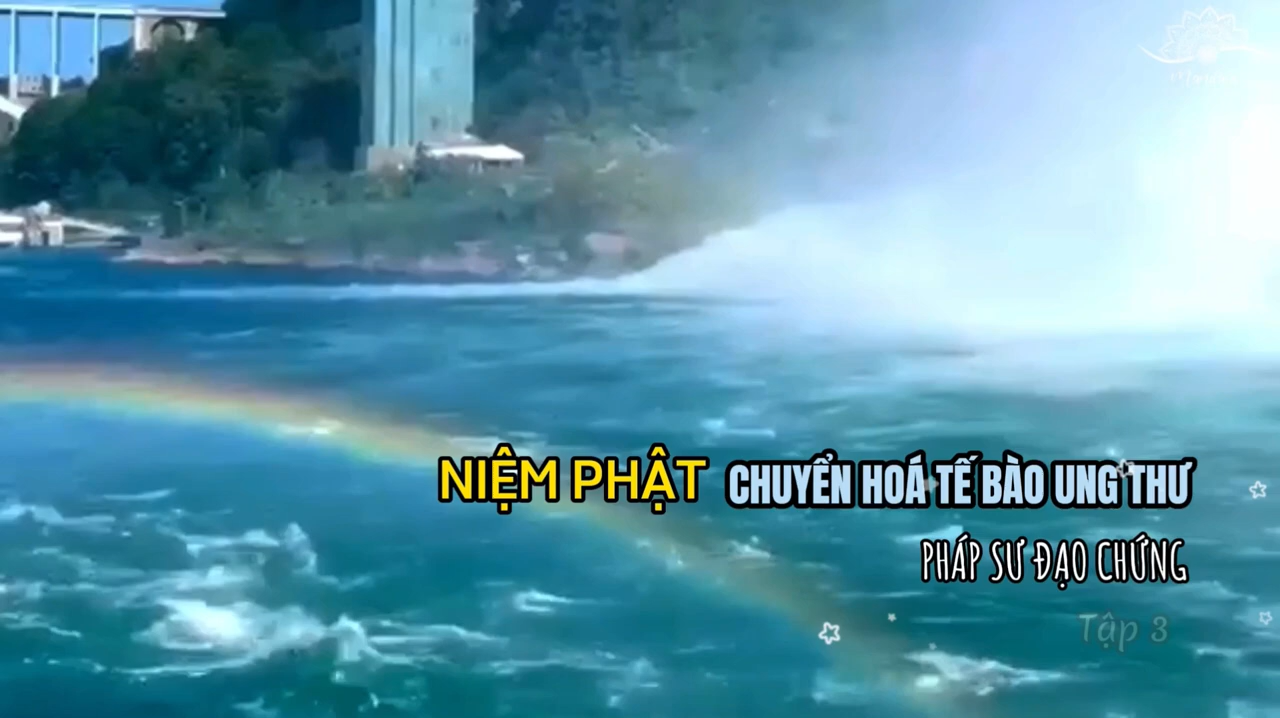 NIỆM PHẬT CHUYỂN HOÁ TẾ BÀO UNG THƯ
PHÁP SƯ ĐẠO CHỨNG
Tập 3